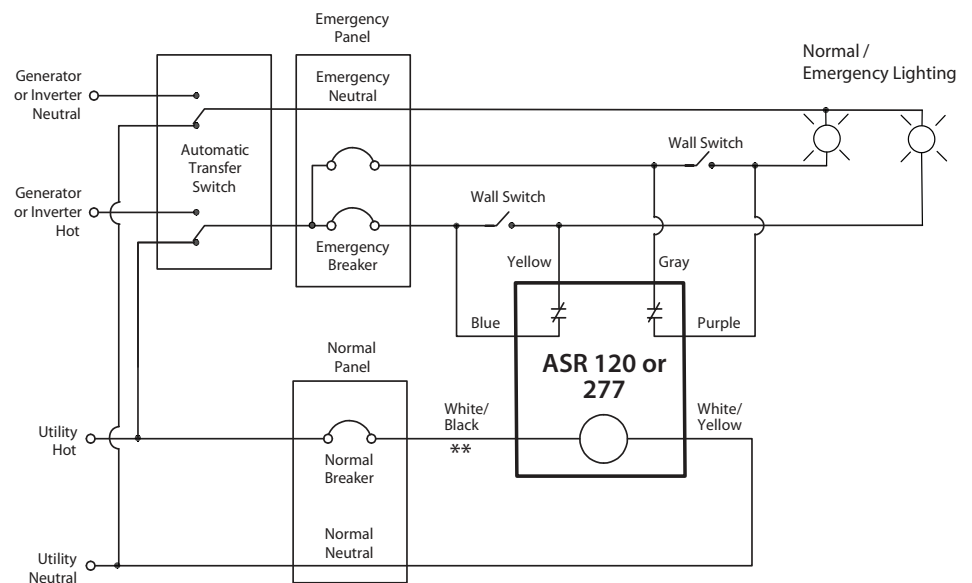 Emergency
Panel
Generator
or Inverter
Neutral
Emergency
Neutral
Normal /
Emergency Lighting
Automatic
Transfer
Switch
Wall Switch
Generator
or Inverter
Hot
Wall Switch
Emergency
Breaker
Yellow
Gray
Blue
Purple
Normal
Panel
ASR 120 or
277
White/
Black
**
White/
Yellow
Utility
Hot
Normal
Breaker
Normal
Neutral
Utility
Neutral